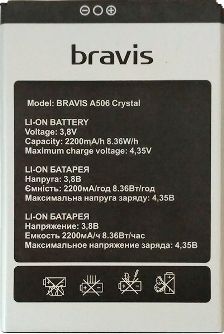 bravis
Model: BRAVIS A506 Crystal
LI-ON BATTERY
Voltage: 3,8V
Capacity: 2200mA/h 8.36W/h
Maximum charge voltage: 4,35V
LI-ON БАТАРЕЯ
Напруга: 3,8В
Ємність: 2200мА/год 8.36Вт/год
Максимальна напруга заряду: 4,35В
LI-ON БАТАРЕЯ
Напряжение: 3,8В
Емкость: 2200мА/ч 8.36Вт/час
Максимальное напряжение заряда: 4,35В